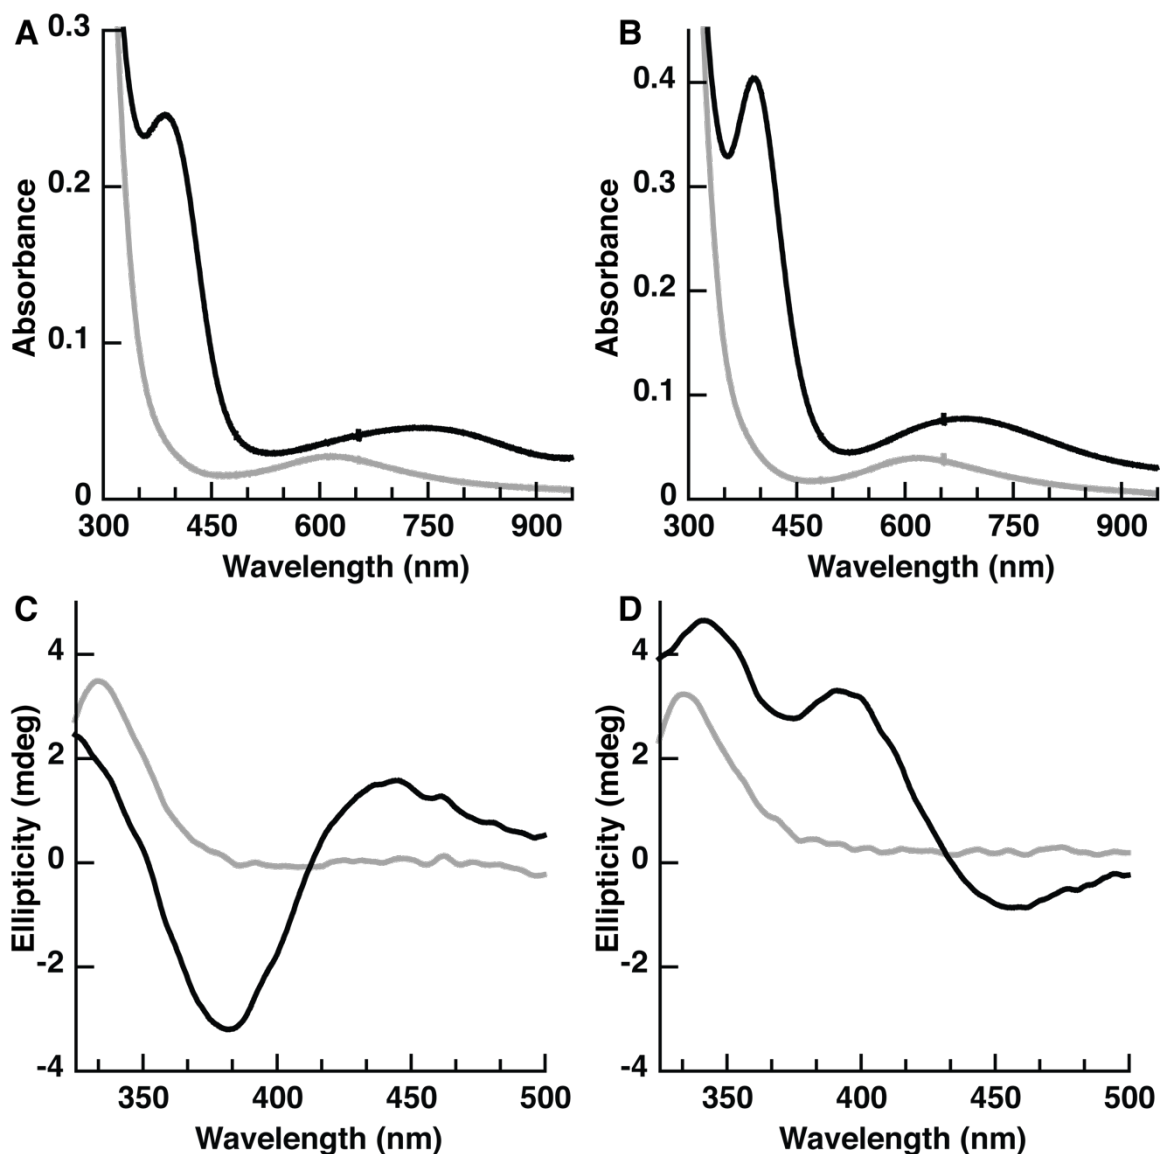 A
B
0.3
0.2
0.1
0
Absorbance
300 450 600 750 900
Wavelength (nm)
0.4
0.3
0.2
0.1
0
Absorbance
300 450 600 750 900
Wavelength (nm)
C
D
4
2
0
-2
-4
Ellipticity (mdeg)
350 400 450 500
Wavelength (nm)
4
2
0
-2
-4
Ellipticity (mdeg)
350 400 450 500
Wavelength (nm)